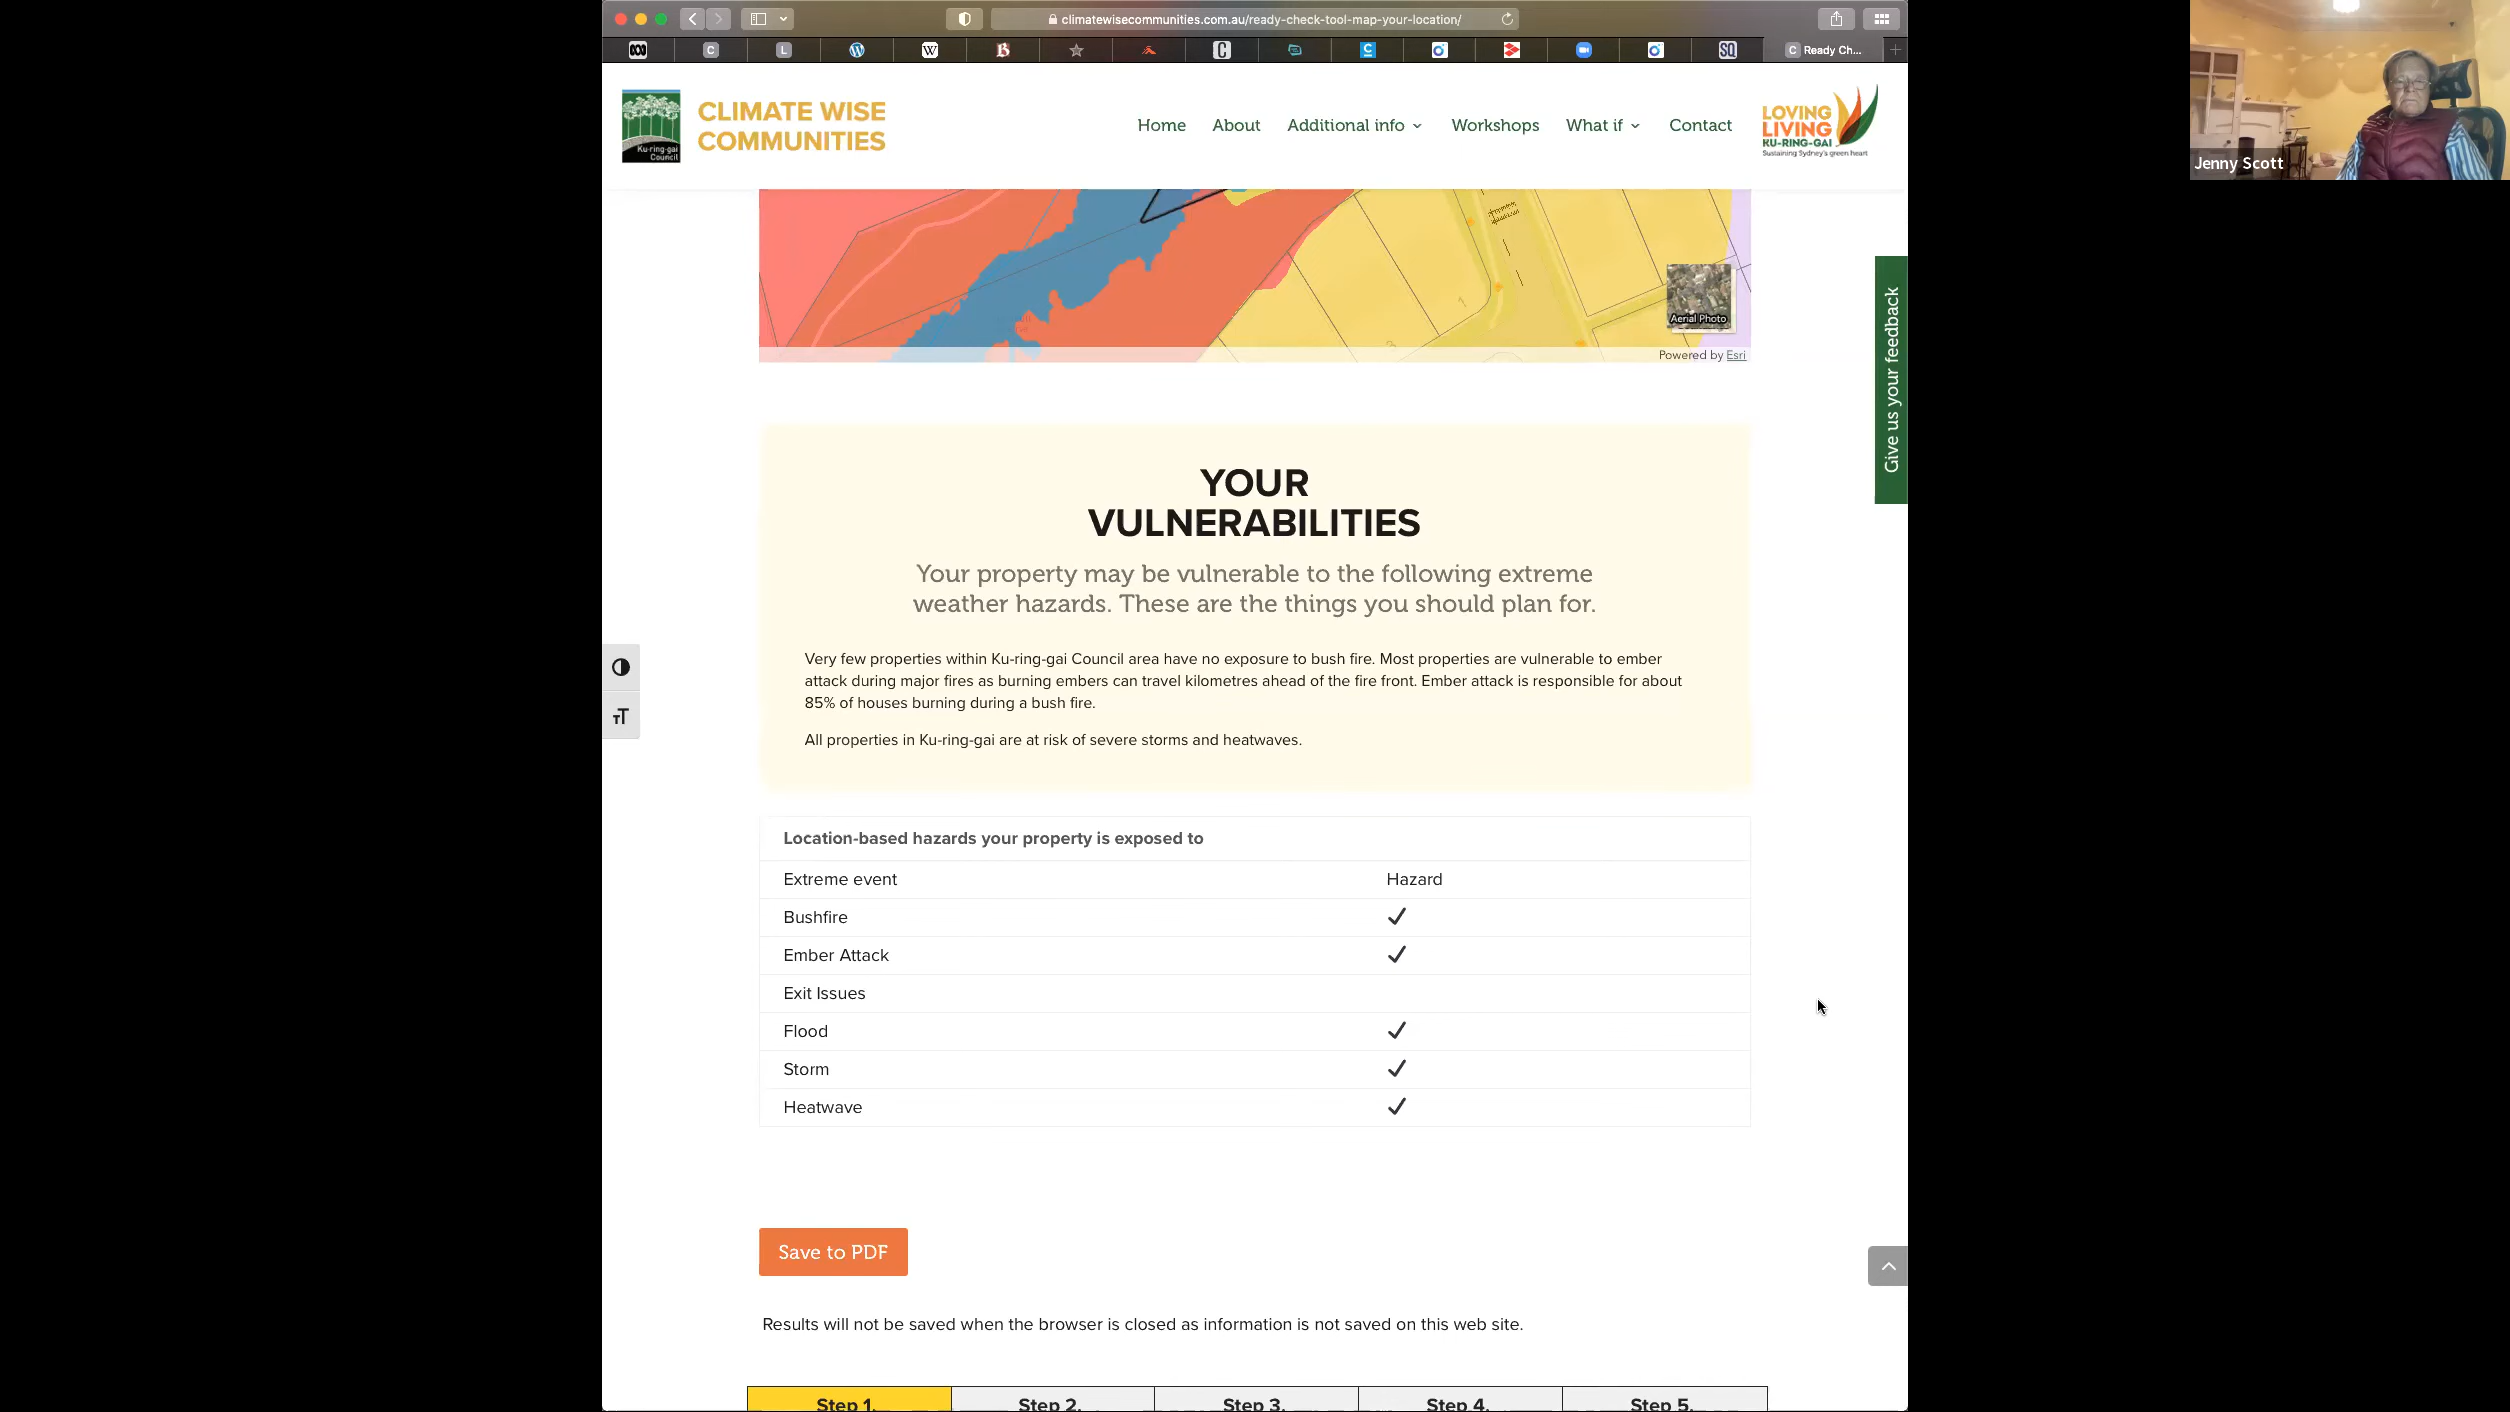 climatewisecommunities.com.au/ready-check-tool-map-your-location/
C
L
W
C
SQ
C Ready Ch...
Ku-ring-gai
Council
CLIMATE WISE
COMMUNITIES
Home
About
Additional info
Workshops
What if
Contact
LOVING
LIVING
KU-RING-GAI
Sustaining Sydney's green heart
Jenny Scott
Aerial Photo
Powered by Esri
Give us your feedback
YOUR
VULNERABILITIES
Your property may be vulnerable to the following extreme
weather hazards. These are the things you should plan for.
Very few properties within Ku-ring-gai Council area have no exposure to bush fire. Most properties are vulnerable to ember
attack during major fires as burning embers can travel kilometres ahead of the fire front. Ember attack is responsible for about
85% of houses burning during a bush fire.
All properties in Ku-ring-gai are at risk of severe storms and heatwaves.
Location-based hazards your property is exposed to
Extreme event Hazard
Bushfire ✓
Ember Attack ✓
Exit Issues
Flood ✓
Storm ✓
Heatwave ✓
Save to PDF
Results will not be saved when the browser is closed as information is not saved on this web site.
Step 1. Step 2. Step 3. Step 4. Step 5.